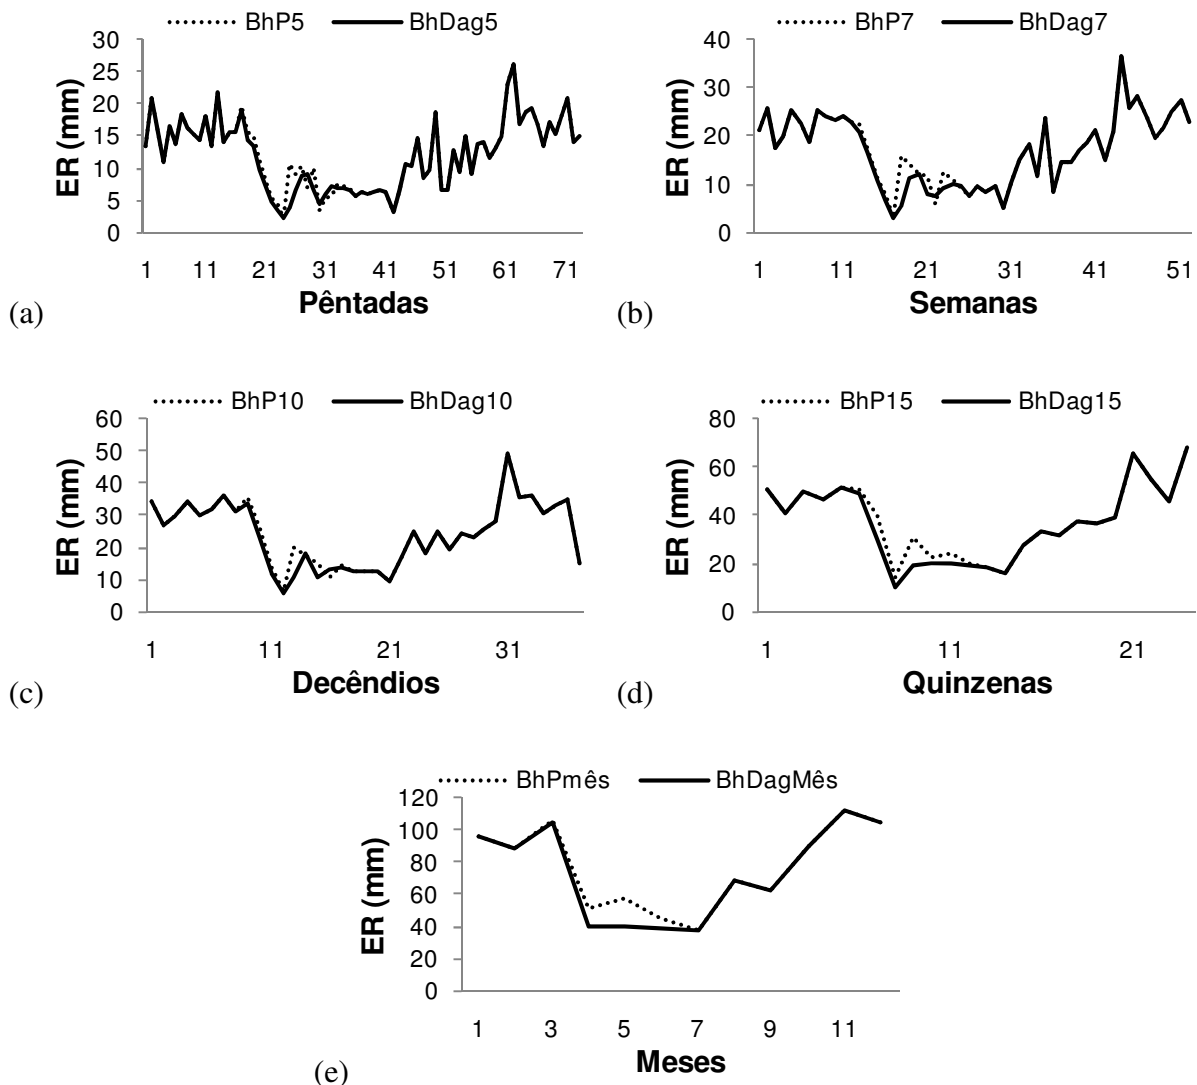 BhP5 BhDag5
30
25
20
15
10
5
0
ER (mm)
1 11 21 31 41 51 61 71
Pêntadas
(a)
BhP7 BhDag7
40
30
20
10
0
ER (mm)
1 11 21 31 41 51
Semanas
(b)
BhP10 BhDag10
60
50
40
30
20
10
0
ER (mm)
1 11 21 31
Decêndios
(c)
BhP15 BhDag15
80
60
40
20
0
ER (mm)
1 11 21
Quinzenas
(d)
BhPmês BhDagMês
120
100
80
60
40
20
0
ER (mm)
1 3 5 7 9 11
Meses
(e)